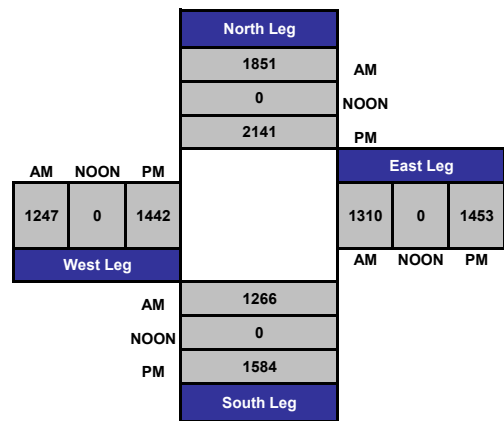 North Leg
1851 AM
0 NOON
2141 PM
AM NOON PM
East Leg
1247 0 1442
1310 0 1453
West Leg
AM NOON PM
AM 1266
NOON 0
PM 1584
South Leg